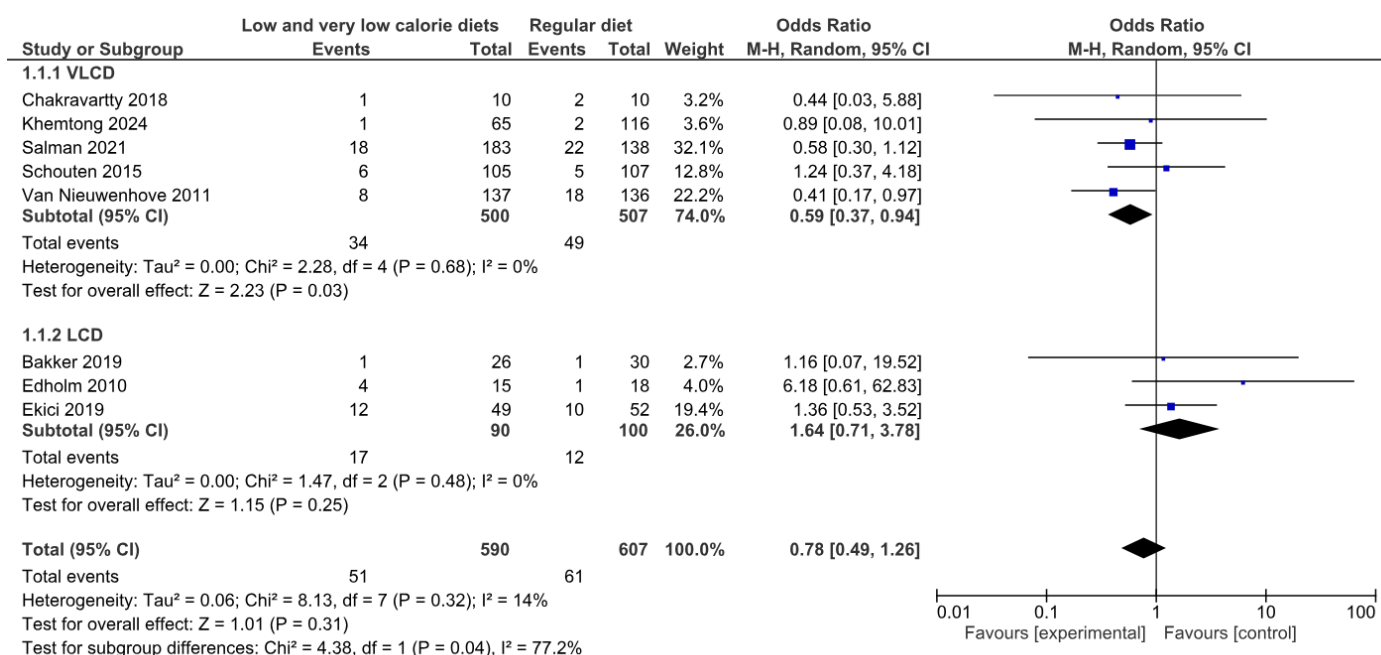 Low and very low calorie diets Regular diet Odds Ratio Odds Ratio
Study or Subgroup Events Total Events Total Weight M-H, Random, 95% CI M-H, Random, 95% CI
1.1.1 VLCD
Chakravartty 2018 1 10 2 10 3.2% 0.44 [0.03, 5.88]
Khemtong 2024 1 65 2 116 3.6% 0.89 [0.08, 10.01]
Salman 2021 18 183 22 138 32.1% 0.58 [0.30, 1.12]
Schouten 2015 6 105 5 107 12.8% 1.24 [0.37, 4.18]
Van Nieuwenhove 2011 8 137 18 136 22.2% 0.41 [0.17, 0.97]
Subtotal (95% CI) 500 507 74.0% 0.59 [0.37, 0.94]
Total events 34 49
Heterogeneity: Tau² = 0.00; Chi² = 2.28, df = 4 (P = 0.68); I² = 0%
Test for overall effect: Z = 2.23 (P = 0.03)
1.1.2 LCD
Bakker 2019 1 26 1 30 2.7% 1.16 [0.07, 19.52]
Edholm 2010 4 15 1 18 4.0% 6.18 [0.61, 62.83]
Ekici 2019 12 49 10 52 19.4% 1.36 [0.53, 3.52]
Subtotal (95% CI) 90 100 26.0% 1.64 [0.71, 3.78]
Total events 17 12
Heterogeneity: Tau² = 0.00; Chi² = 1.47, df = 2 (P = 0.48); I² = 0%
Test for overall effect: Z = 1.15 (P = 0.25)
Total (95% CI) 590 607 100.0% 0.78 [0.49, 1.26]
Total events 51 61
Heterogeneity: Tau² = 0.06; Chi² = 8.13, df = 7 (P = 0.32); I² = 14%
Test for overall effect: Z = 1.01 (P = 0.31)
Test for subgroup differences: Chi² = 4.38, df = 1 (P = 0.04), I² = 77.2%
0.01 0.1 1 10 100
Favours [experimental] Favours [control]